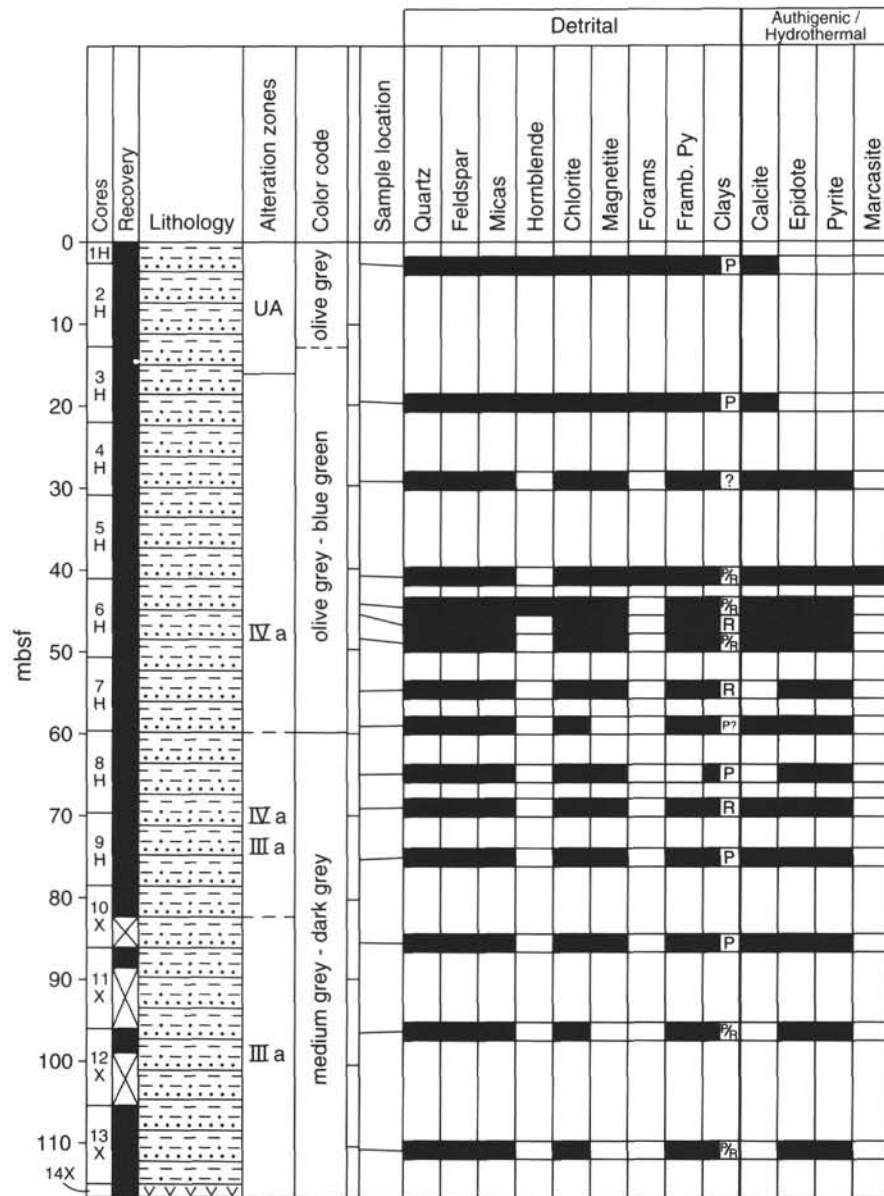 Detrital
Authigenic /
Hydrothermal
Cores
Recovery
Lithology
Alteration zones
Color code
Sample location
Quartz
Feldspar
Micas
Hornblende
Chlorite
Magnetite
Forams
Framb. Py
Clays
Calcite
Epidote
Pyrite
Marcasite
mbsf
0
10
20
30
40
50
60
70
80
90
100
110
1H
2
H
3
H
4
H
5
H
6
H
7
H
8
H
9
H
10
X
11
X
12
X
13
X
14X
UA
IV a
IV a
III a
III a
olive grey
olive grey - blue green
medium grey - dark grey
P
P
?
P/R
P/R
R
P/R
R
P?
P
R
P
P
P/R
P/R